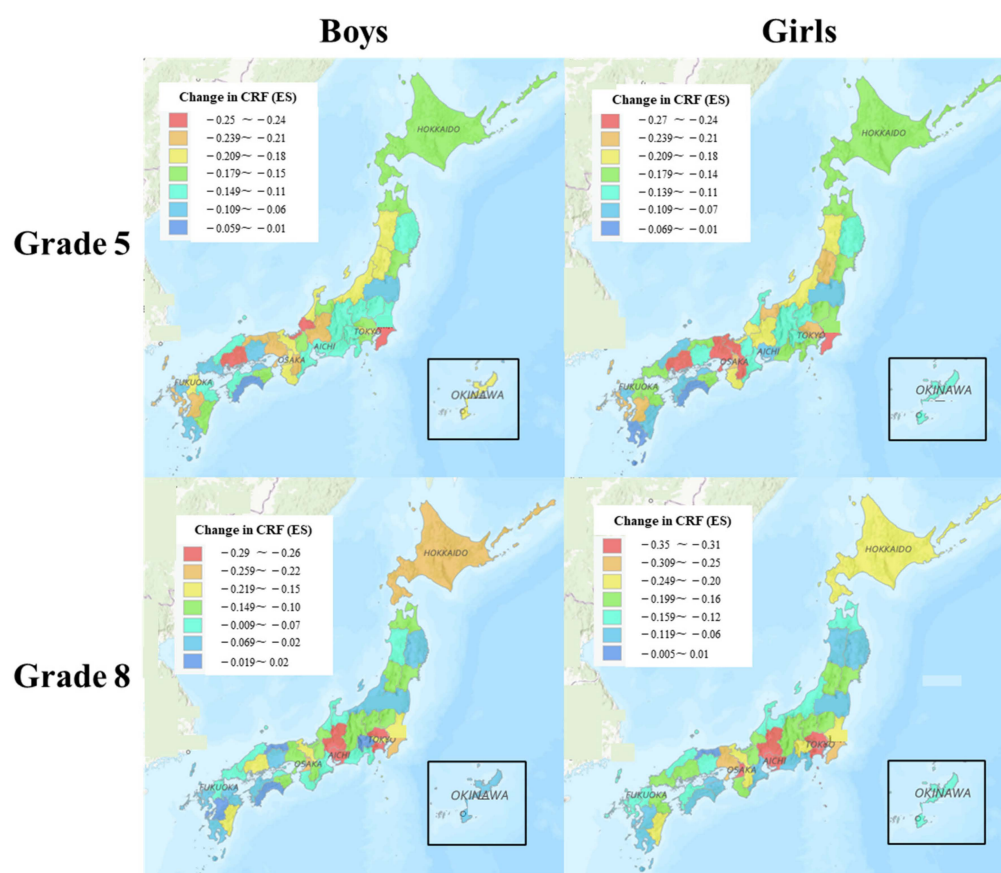 Boys
Girls
Grade 5
Change in CRF (ES)
−0.25 ~ −0.24
−0.239~ −0.21
−0.209~ −0.18
−0.179~ −0.15
−0.149~ −0.11
−0.109~ −0.06
−0.059~ −0.01
HOKKAIDO
TOKYO
AICHI
OSAKA
FUKUOKA
OKINAWA
Change in CRF (ES)
−0.27 ~ −0.24
−0.239~ −0.21
−0.209~ −0.18
−0.179~ −0.14
−0.139~ −0.11
−0.109~ −0.07
−0.069~ −0.01
HOKKAIDO
TOKYO
AICHI
OSAKA
FUKUOKA
OKINAWA
Grade 8
Change in CRF (ES)
−0.29 ~ −0.26
−0.259~ −0.22
−0.219~ −0.15
−0.149~ −0.10
−0.009~ −0.07
−0.069~ −0.02
−0.019~ 0.02
HOKKAIDO
TOKYO
AICHI
OSAKA
FUKUOKA
OKINAWA
Change in CRF (ES)
−0.35 ~ −0.31
−0.309~ −0.25
−0.249~ −0.20
−0.199~ −0.16
−0.159~ −0.12
−0.119~ −0.06
−0.005~ 0.01
HOKKAIDO
TOKYO
AICHI
OSAKA
FUKUOKA
OKINAWA